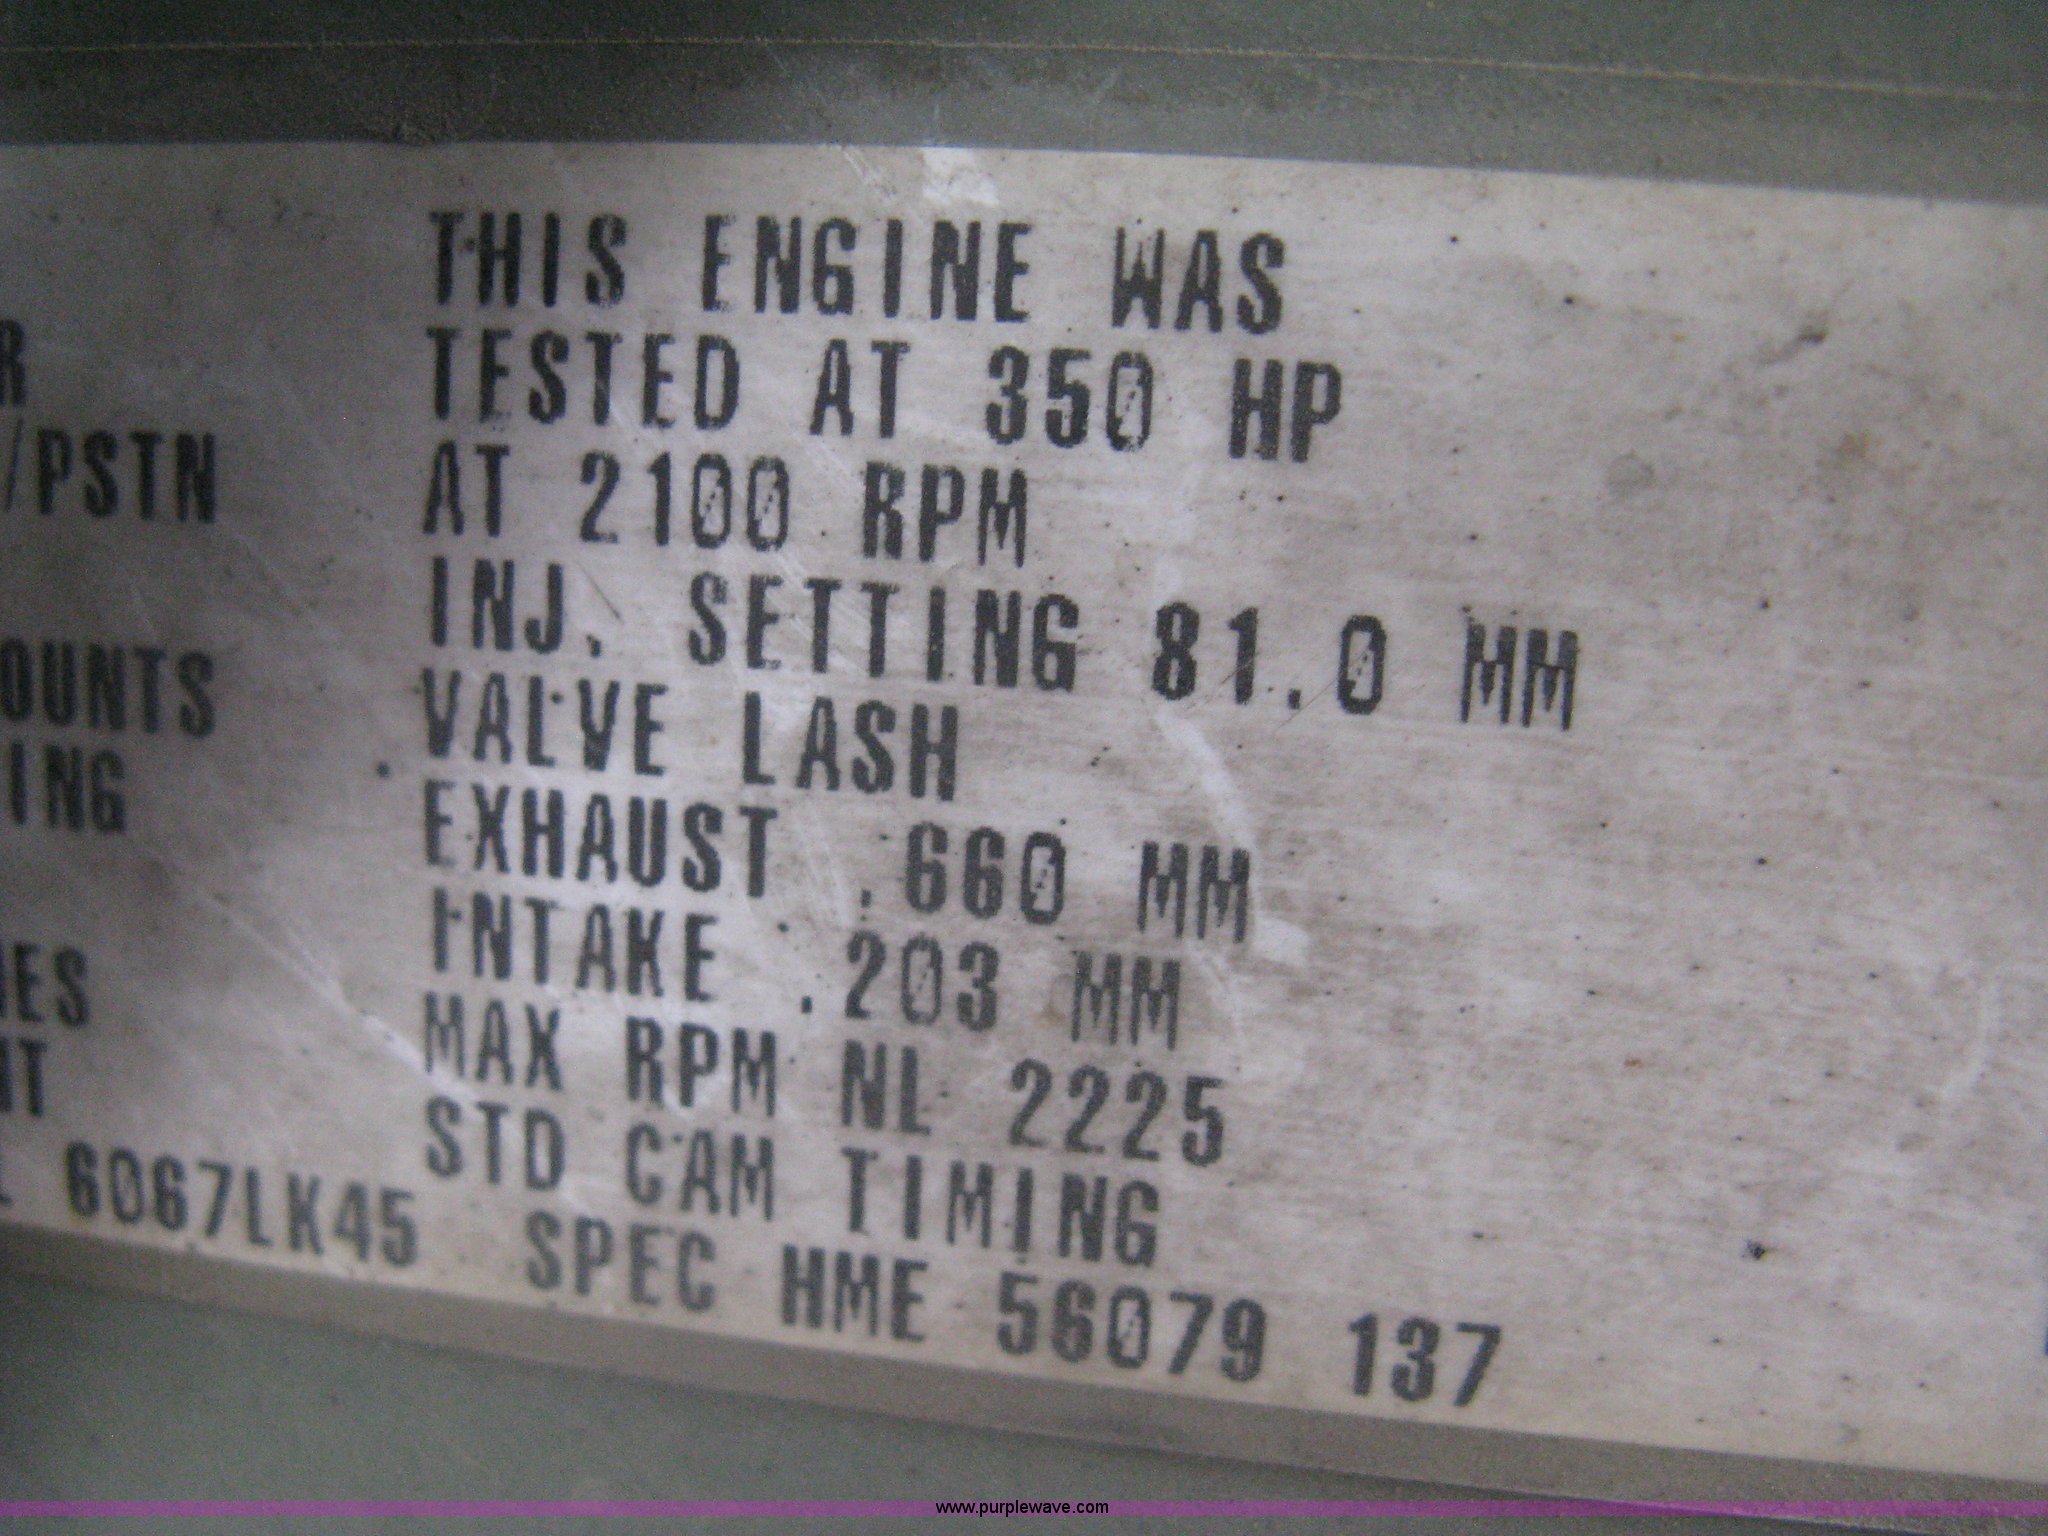 THIS ENGINE WAS
TESTED AT 350 HP
/PSTN AT 2100 RPM
INJ. SETTING 81.0 MM
OUNTS VALVE LASH
ING EXHAUST .660 MM
INTAKE .203 MM
ES MAX RPM NL 2225
STD CAM TIMING
6067LK45 SPEC HME 56079 137
www.purplewave.com